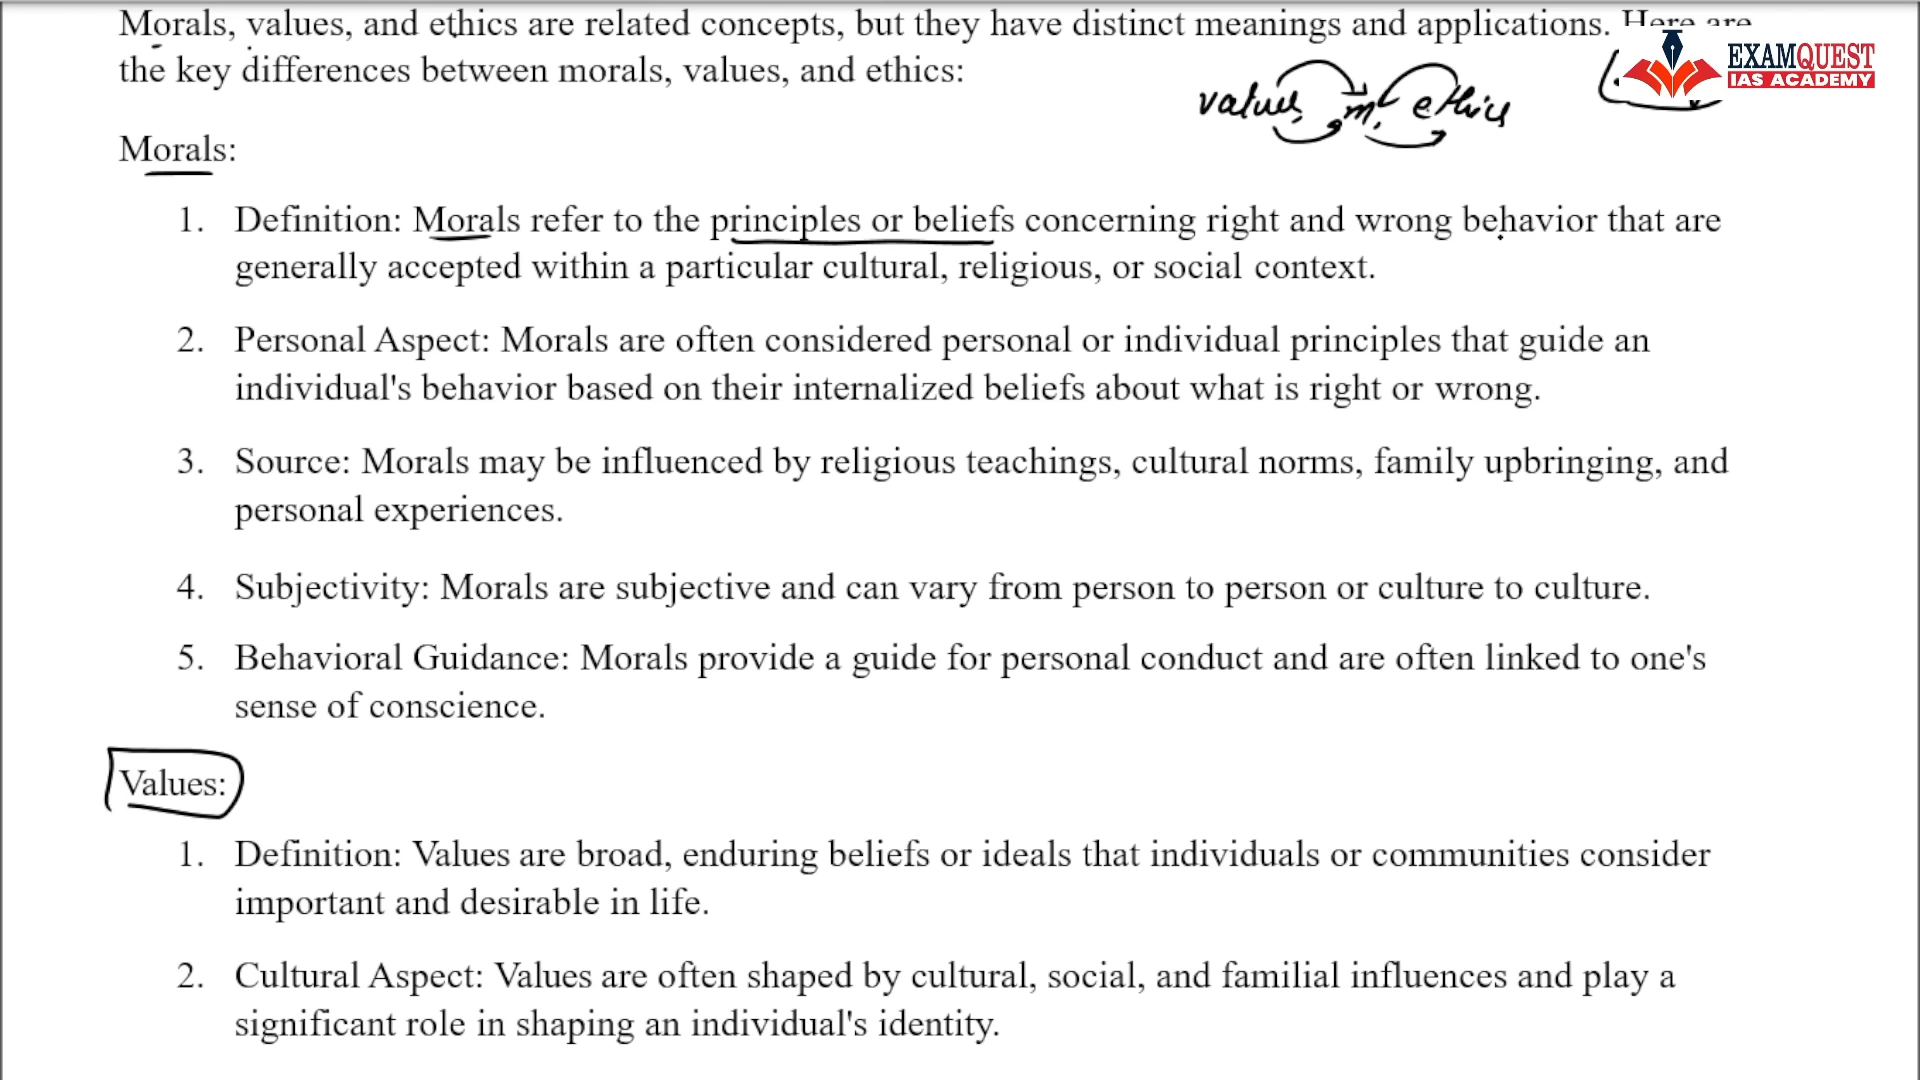 Morals, values, and ethics are related concepts, but they have distinct meanings and applications. Here are
the key differences between morals, values, and ethics:
EXAMQUEST
IAS ACADEMY
values, m, ethics
Morals:
1. Definition: Morals refer to the principles or beliefs concerning right and wrong behavior that are
generally accepted within a particular cultural, religious, or social context.
2. Personal Aspect: Morals are often considered personal or individual principles that guide an
individual's behavior based on their internalized beliefs about what is right or wrong.
3. Source: Morals may be influenced by religious teachings, cultural norms, family upbringing, and
personal experiences.
4. Subjectivity: Morals are subjective and can vary from person to person or culture to culture.
5. Behavioral Guidance: Morals provide a guide for personal conduct and are often linked to one's
sense of conscience.
Values:
1. Definition: Values are broad, enduring beliefs or ideals that individuals or communities consider
important and desirable in life.
2. Cultural Aspect: Values are often shaped by cultural, social, and familial influences and play a
significant role in shaping an individual's identity.